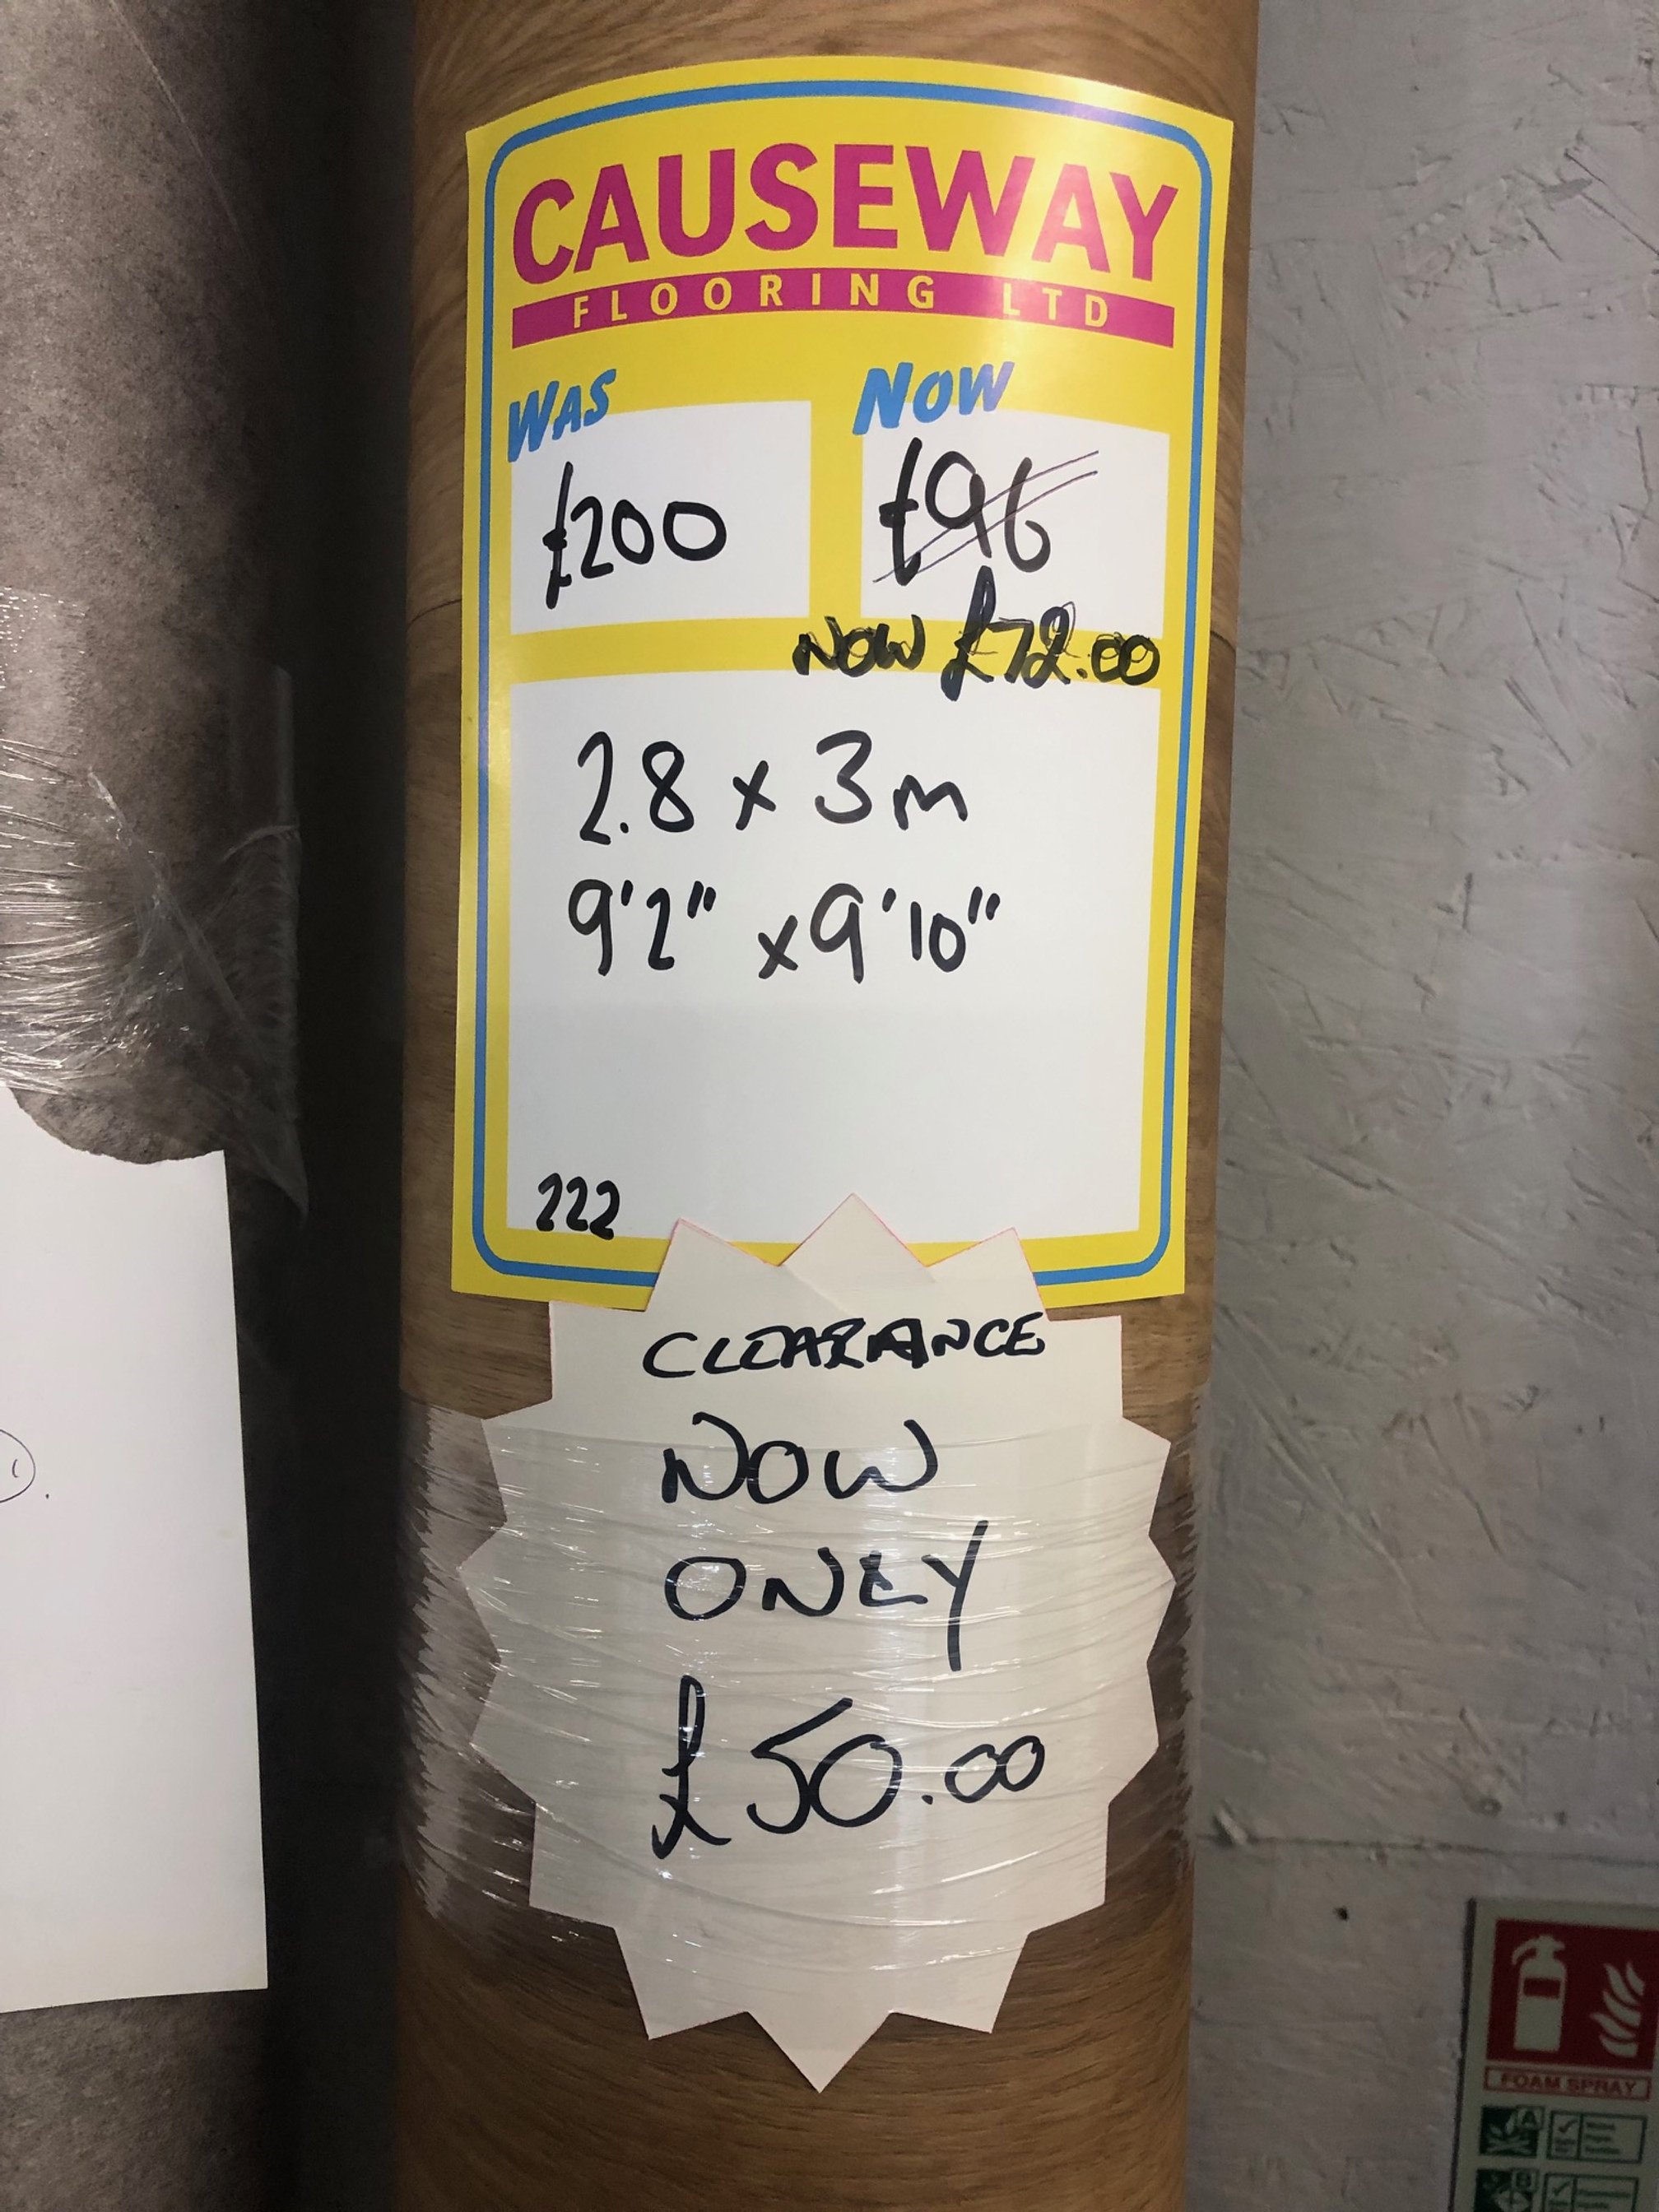 CAUSEWAY
FLOORING LTD
WAS NOW
£200 £96
NOW £72.00
2.8 x 3m
9'2" x 9'10"
222
CLEARANCE
NOW
ONLY
£50.00
FOAM SPRAY
A
B